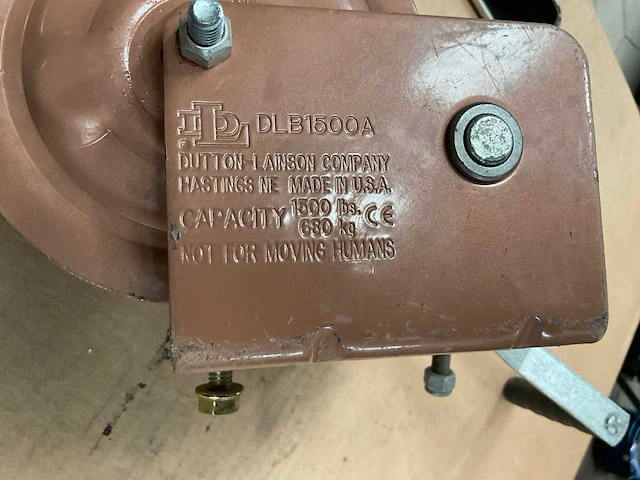 DL DLB1500A
DUTTON-LAINSON COMPANY
HASTINGS NE MADE IN U.S.A.
CAPACITY 1500 lbs.
680 kg CE
NOT FOR MOVING HUMANS